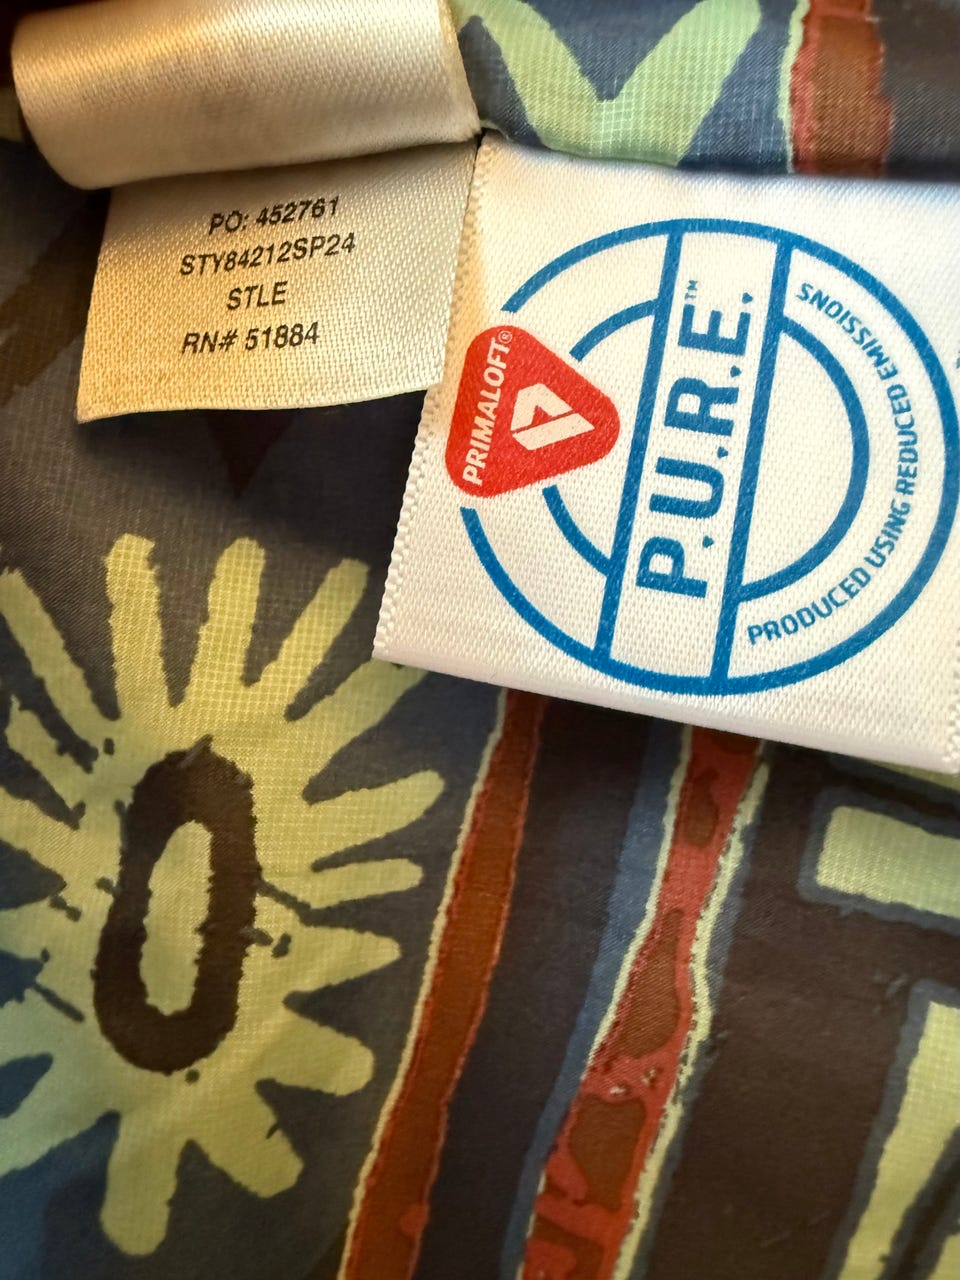 PO: 452761
STY84212SP24
STLE
RN# 51884
PRIMALOFT®
P.U.R.E.™
PRODUCED USING REDUCED EMISSIONS